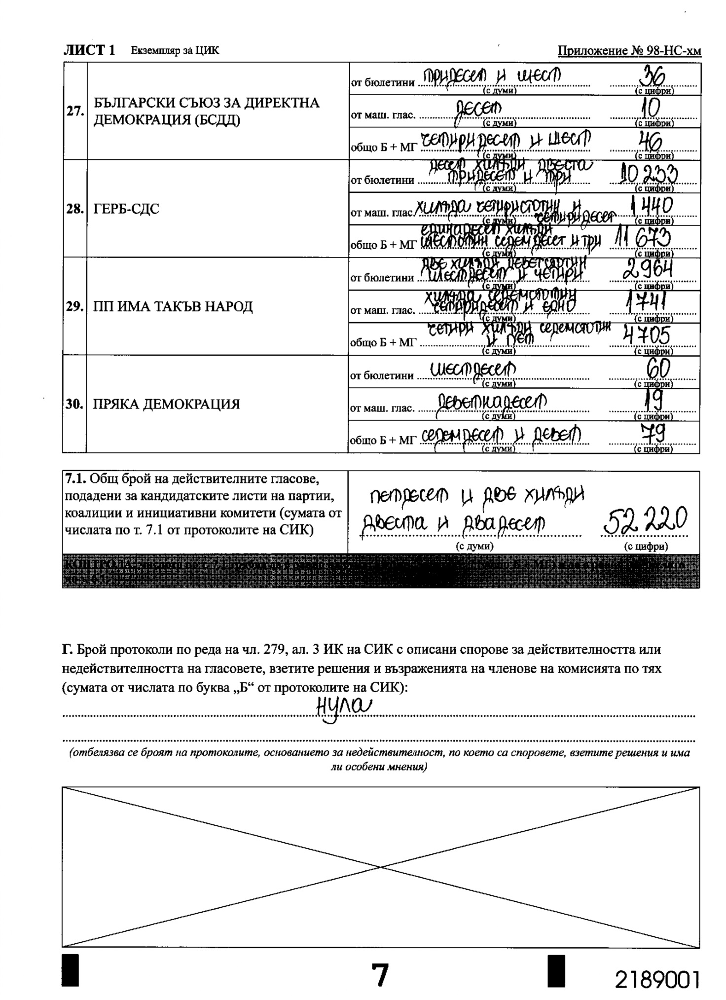 ЛИСТ 1 Екземпляр за ЦИК Приложение № 98-НС-хм
27. БЪЛГАРСКИ СЪЮЗ ЗА ДИРЕКТНА
ДЕМОКРАЦИЯ (БСДД)
от бюлетини тридесет и шест 36
(с думи) (с цифри)
от маш. глас. десет 10
(с думи) (с цифри)
общо Б + МГ четиридесет и шест 46
(с думи) (с цифри)
28. ГЕРБ-СДС
десет хиляди двеста
от бюлетини тридесет и три 10 233
(с думи) (с цифри)
от маш. глас. хиляда четиристотин и 1 440
четиридесет
(с думи) (с цифри)
единадесет хиляди
общо Б + МГ шестотин седемдесет и три 11 673
(с думи) (с цифри)
29. ПП ИМА ТАКЪВ НАРОД
две хиляди деветстотин
от бюлетини шестдесет и четири 2964
(с думи) (с цифри)
хиляда седемстотин
от маш. глас. четиридесет и едно 1741
(с думи) (с цифри)
четири хиляди седемстотин
общо Б + МГ и пет 4705
(с думи) (с цифри)
30. ПРЯКА ДЕМОКРАЦИЯ
от бюлетини шестдесет 60
(с думи) (с цифри)
от маш. глас. деветнадесет 19
(с думи) (с цифри)
общо Б + МГ седемдесет и девет 79
(с думи) (с цифри)
7.1. Общ брой на действителните гласове,
подадени за кандидатските листи на партии,
коалиции и инициативни комитети (сумата от
числата по т. 7.1 от протоколите на СИК)
петдесет и две хиляди
двеста и двадесет 52 220
(с думи) (с цифри)
КОНТРОЛА:
Г. Брой протоколи по реда на чл. 279, ал. 3 ИК на СИК с описани спорове за действителността или
недействителността на гласовете, взетите решения и възраженията на членове на комисията по тях
(сумата от числата по буква „Б“ от протоколите на СИК):
нула
(отбелязва се броят на протоколите, основанието за недействителност, по което са споровете, взетите решения и има
ли особени мнения)
7 2189001